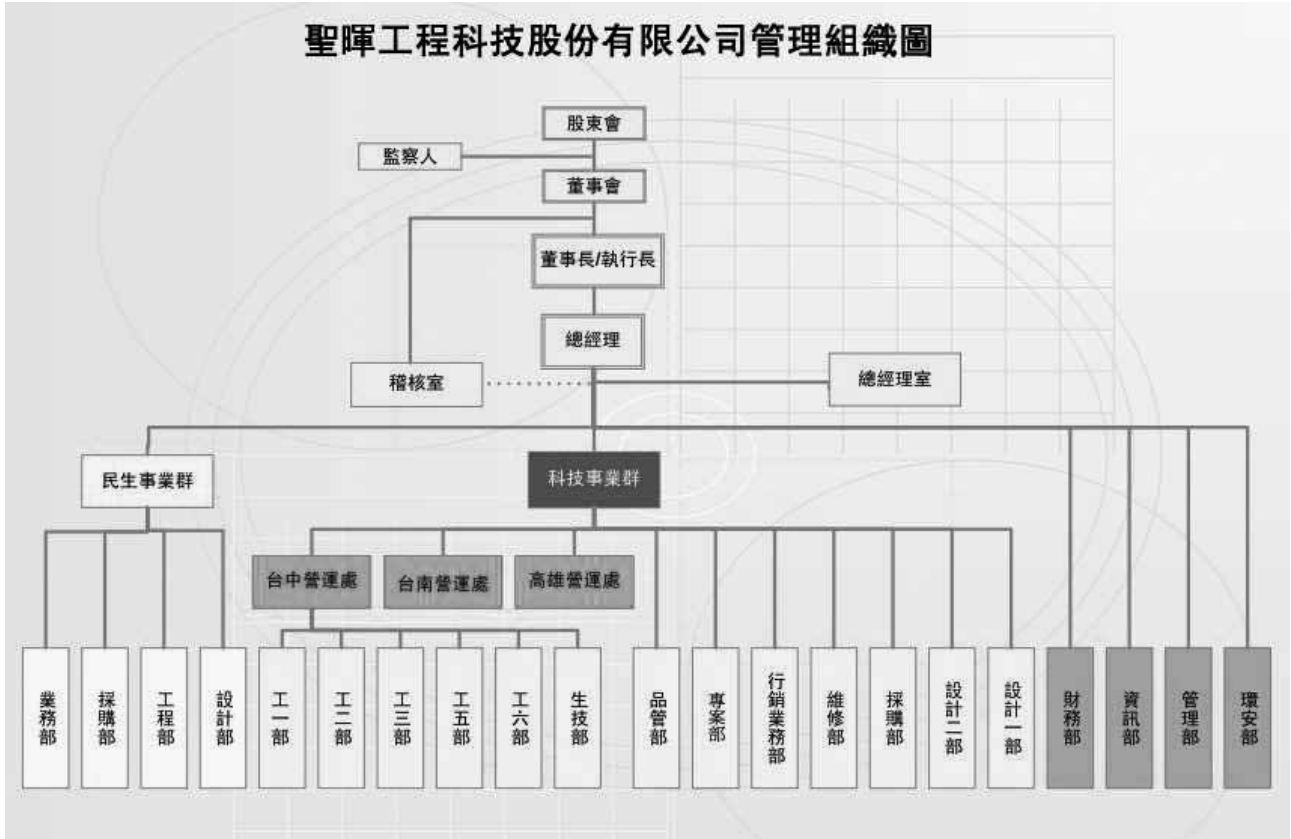 聖暉工程科技股份有限公司管理組織圖
股東會
監察人
董事會
董事長/執行長
總經理
稽核室
總經理室
民生事業群
科技事業群
台中營運處
台南營運處
高雄營運處
業務部
採購部
工程部
設計部
工一部
工二部
工三部
工五部
工六部
生技部
品管部
專案部
行銷業務部
維修部
採購部
設計二部
設計一部
財務部
資訊部
管理部
環安部